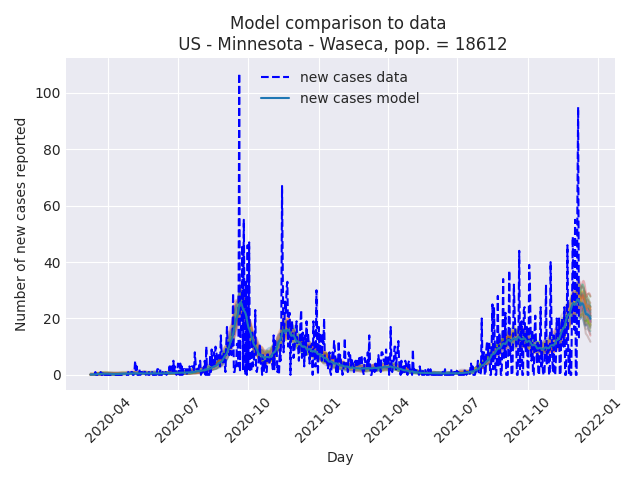 Model comparison to data
US - Minnesota - Waseca, pop. = 18612
new cases data
new cases model
Number of new cases reported
100
80
60
40
20
0
2020-04
2020-07
2020-10
2021-01
2021-04
2021-07
2021-10
2022-01
Day